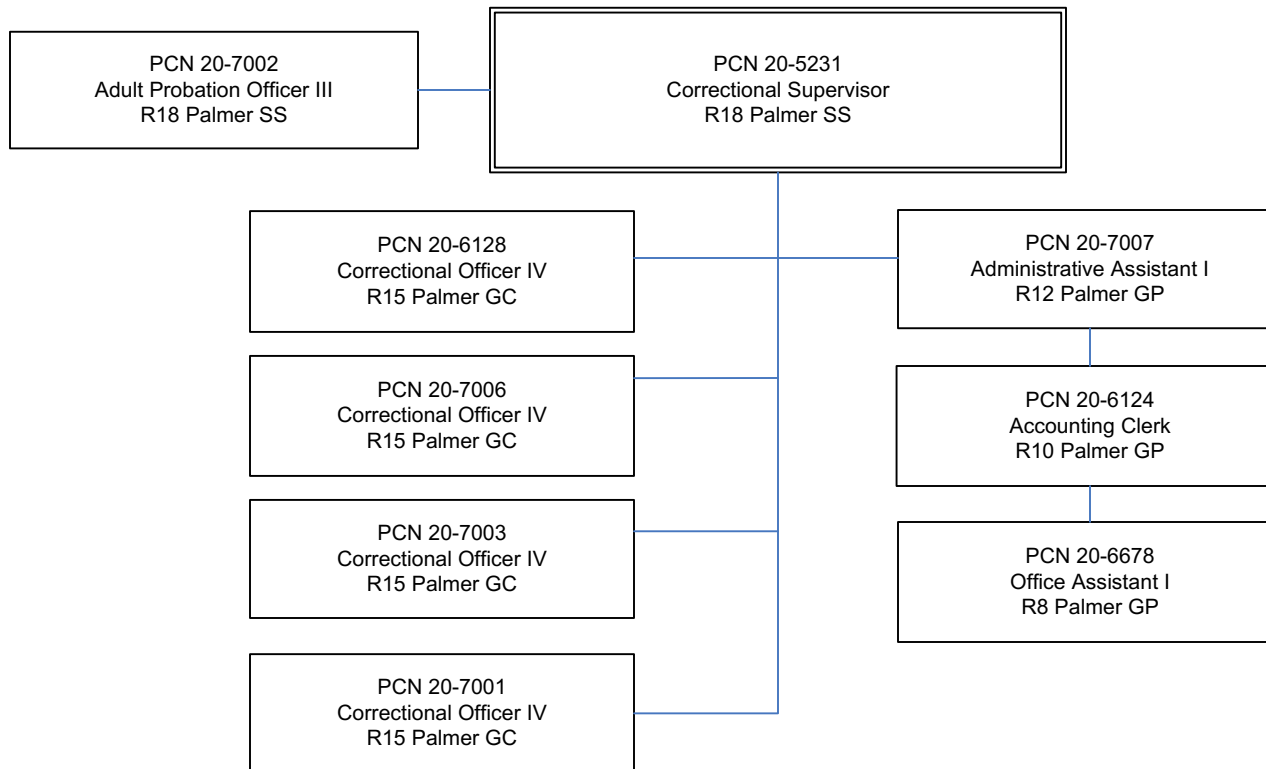 PCN 20-7002
Adult Probation Officer III
R18 Palmer SS
PCN 20-5231
Correctional Supervisor
R18 Palmer SS
PCN 20-6128
Correctional Officer IV
R15 Palmer GC
PCN 20-7007
Administrative Assistant I
R12 Palmer GP
PCN 20-7006
Correctional Officer IV
R15 Palmer GC
PCN 20-6124
Accounting Clerk
R10 Palmer GP
PCN 20-7003
Correctional Officer IV
R15 Palmer GC
PCN 20-6678
Office Assistant I
R8 Palmer GP
PCN 20-7001
Correctional Officer IV
R15 Palmer GC